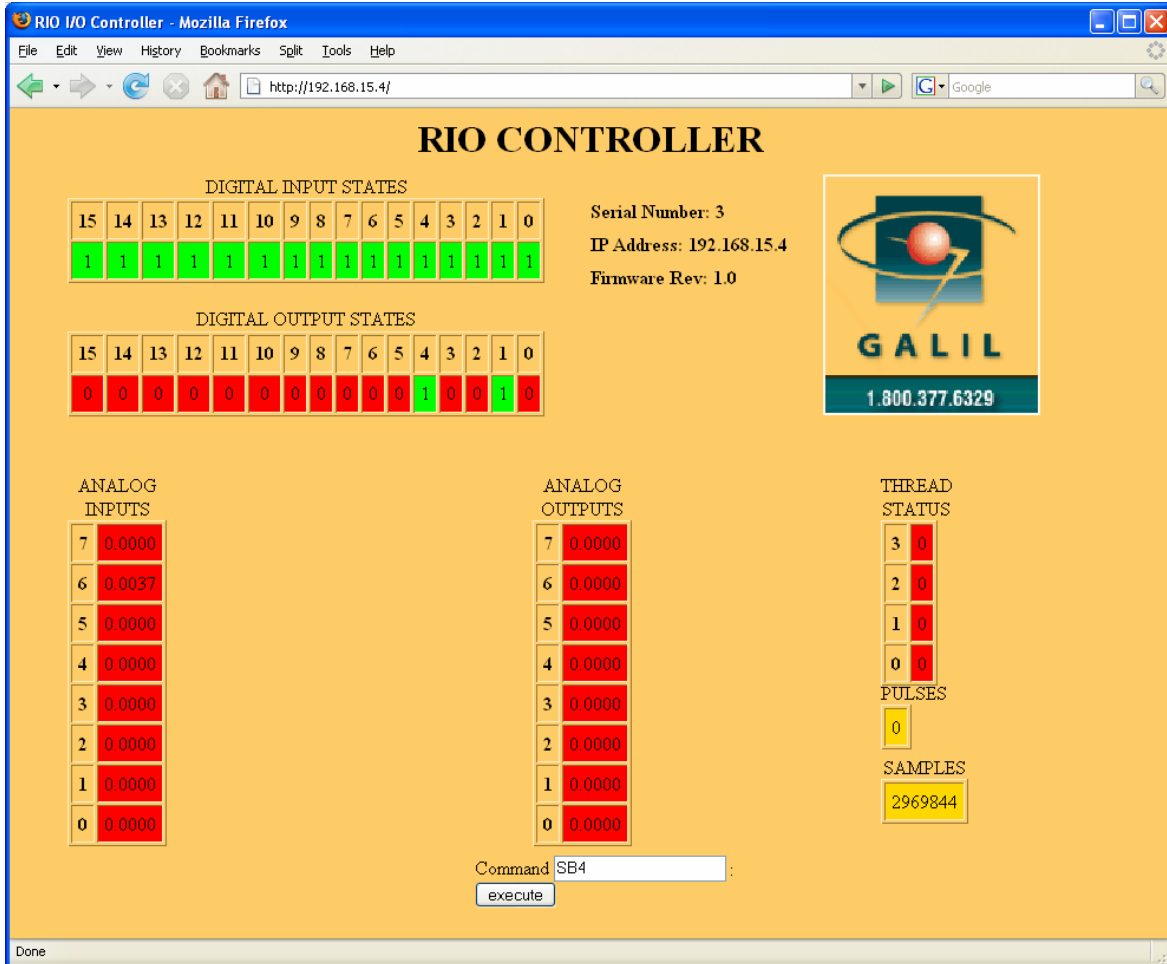 RIO I/O Controller - Mozilla Firefox
File Edit View History Bookmarks Split Tools Help
http://192.168.15.4/
G Google
RIO CONTROLLER
DIGITAL INPUT STATES
15 14 13 12 11 10 9 8 7 6 5 4 3 2 1 0
1 1 1 1 1 1 1 1 1 1 1 1 1 1 1 1
Serial Number: 3
IP Address: 192.168.15.4
Firmware Rev: 1.0
GALIL
1.800.377.6329
DIGITAL OUTPUT STATES
15 14 13 12 11 10 9 8 7 6 5 4 3 2 1 0
0 0 0 0 0 0 0 0 0 0 0 1 0 0 1 0
ANALOG
INPUTS
7 0.0000
6 0.0037
5 0.0000
4 0.0000
3 0.0000
2 0.0000
1 0.0000
0 0.0000
ANALOG
OUTPUTS
7 0.0000
6 0.0000
5 0.0000
4 0.0000
3 0.0000
2 0.0000
1 0.0000
0 0.0000
THREAD
STATUS
3 0
2 0
1 0
0 0
PULSES
0
SAMPLES
2969844
Command SB4 :
execute
Done